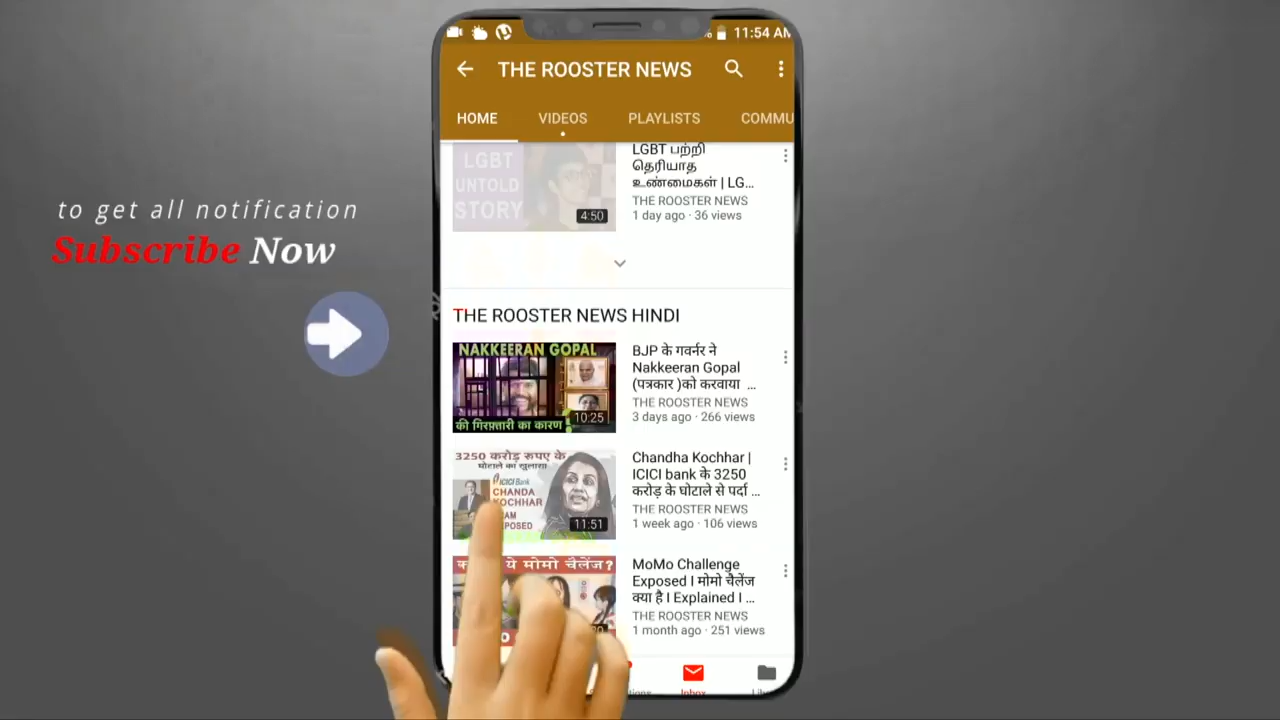 11:54 AM
THE ROOSTER NEWS
HOME VIDEOS PLAYLISTS COMMU
LGBT
UNTOLD
STORY
4:50
LGBT பற்றி
தெரியாத
உண்மைகள் | LG...
THE ROOSTER NEWS
1 day ago · 36 views
to get all notification
Subscribe Now
THE ROOSTER NEWS HINDI
NAKKEERAN GOPAL
10:25
की गिरफ़्तारी का कारण
BJP के गवर्नर ने
Nakkeeran Gopal
(पत्रकार )को करवाया ...
THE ROOSTER NEWS
3 days ago · 266 views
3250 करोड़ रुपए के
घोटाले का खुलासा
ICICI Bank
CHANDA
KOCHHAR
11:51
Chandha Kochhar |
ICICI bank के 3250
करोड़ के घोटाले से पर्दा ...
THE ROOSTER NEWS
1 week ago · 106 views
ये मोमो चैलेंज?
MoMo Challenge
Exposed I मोमो चैलेंज
क्या है I Explained I ...
THE ROOSTER NEWS
1 month ago · 251 views
Inbox